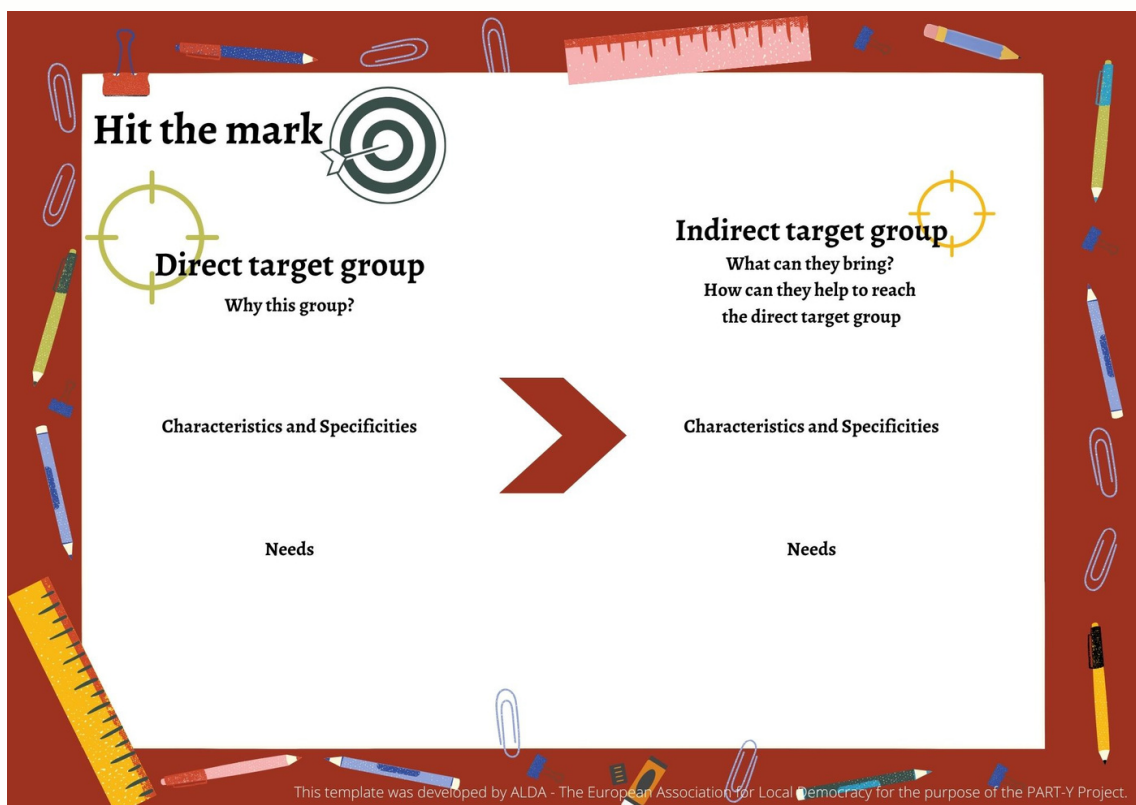 Hit the mark
Direct target group
Why this group?
Characteristics and Specificities
Needs
Indirect target group
What can they bring?
How can they help to reach
the direct target group
Characteristics and Specificities
Needs
This template was developed by ALDA - The European Association for Local Democracy for the purpose of the PART-Y Project.